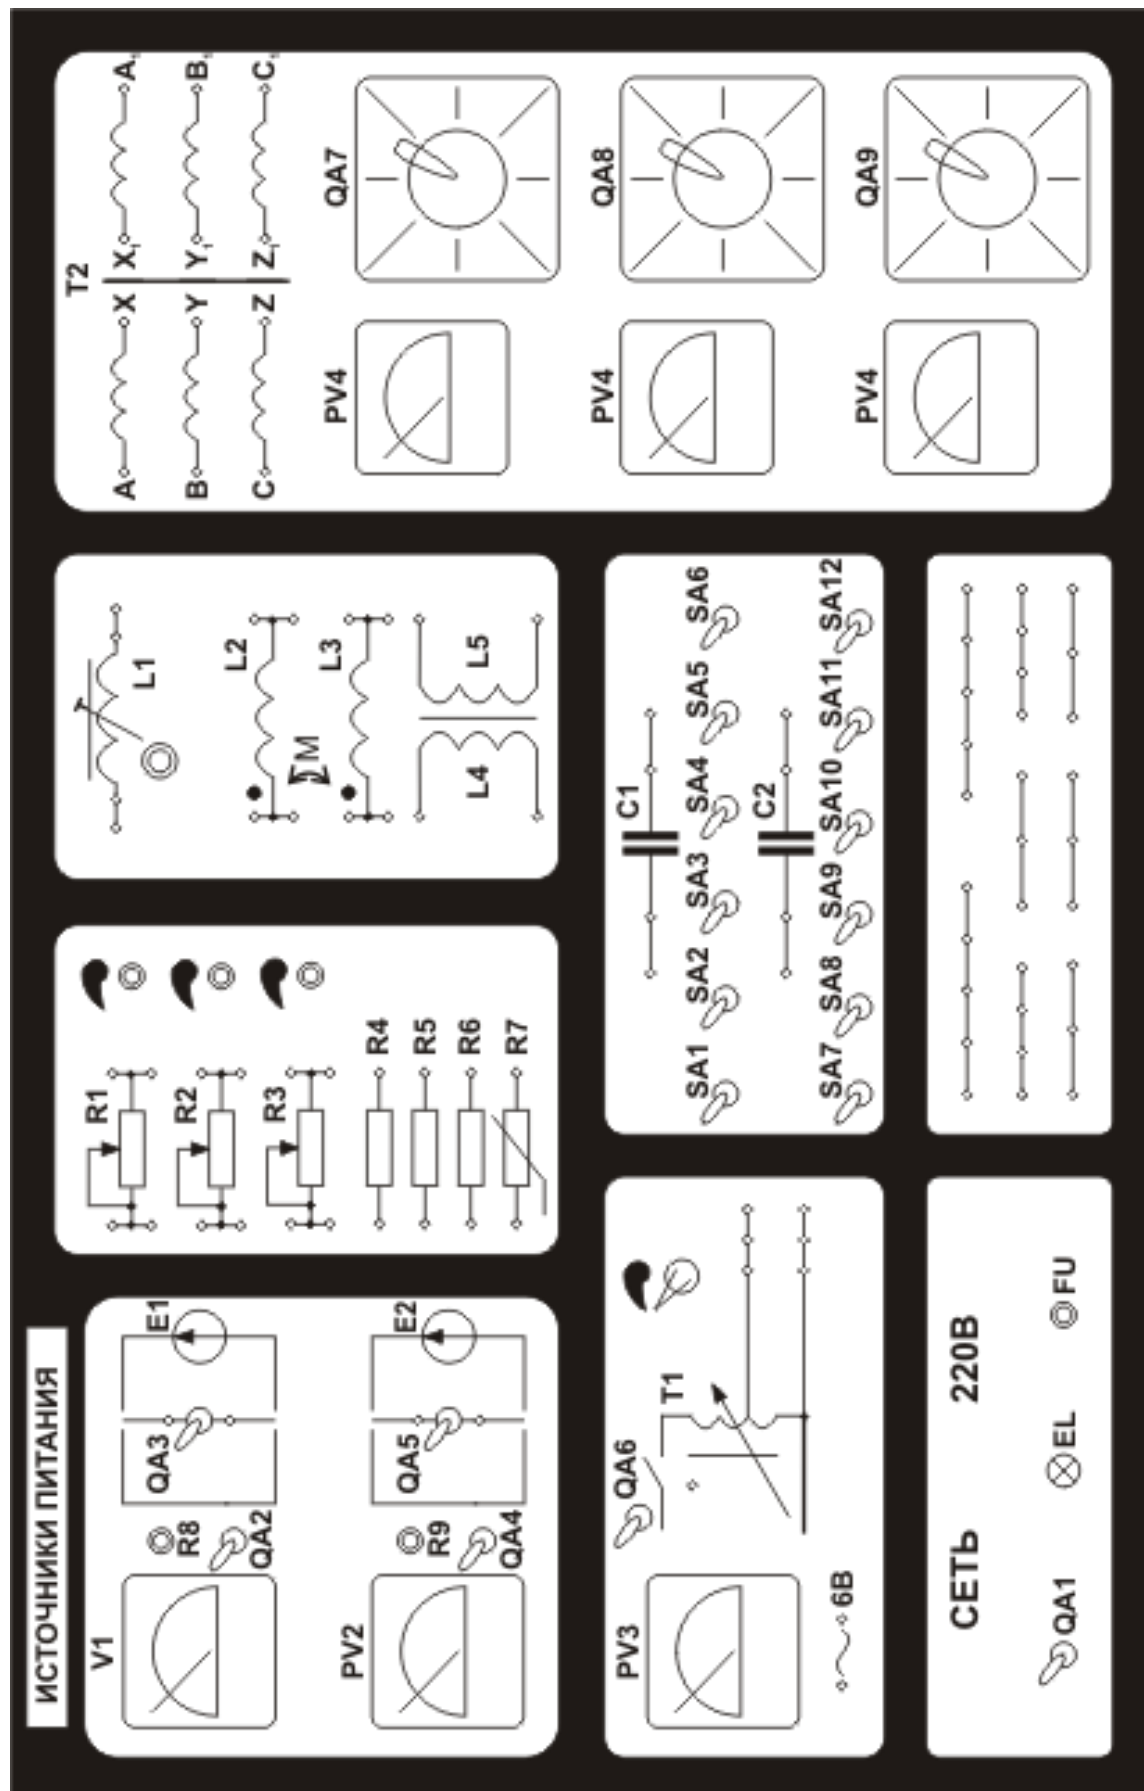 ИСТОЧНИКИ ПИТАНИЯ
V1
R8
QA2
QA3
E1
PV2
R9
QA4
QA5
E2
R1
R2
R3
R4
R5
R6
R7
L1
L2
M
L3
L4
L5
T2
A
X
X₁
A₁
B
Y
Y₁
B₁
C
Z
Z₁
C₁
PV4
QA7
PV4
QA8
PV4
QA9
PV3
QA6
T1
~6В
C1
SA1
SA2
SA3
SA4
SA5
SA6
C2
SA7
SA8
SA9
SA10
SA11
SA12
СЕТЬ 220В
QA1
EL
FU